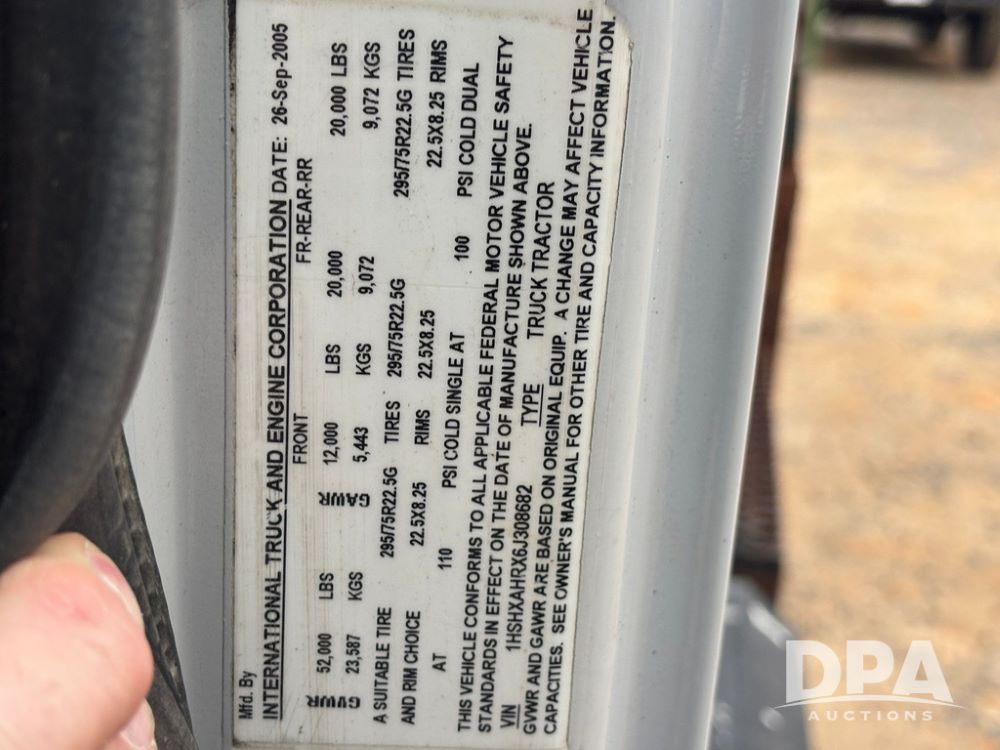 Mfd. By
INTERNATIONAL TRUCK AND ENGINE CORPORATION DATE: 26-Sep-2005
FRONT FR-REAR-RR
GVWR 52,000 LBS GAWR 12,000 LBS 20,000 20,000 LBS
23,587 KGS 5,443 KGS 9,072 9,072 KGS
A SUITABLE TIRE 295/75R22.5G TIRES 295/75R22.5G 295/75R22.5G TIRES
AND RIM CHOICE 22.5X8.25 RIMS 22.5X8.25 22.5X8.25 RIMS
AT 110 PSI COLD SINGLE AT 100 PSI COLD DUAL
THIS VEHICLE CONFORMS TO ALL APPLICABLE FEDERAL MOTOR VEHICLE SAFETY
STANDARDS IN EFFECT ON THE DATE OF MANUFACTURE SHOWN ABOVE.
VIN 1HSHXAHRX6J308682 TYPE TRUCK TRACTOR
GVWR AND GAWR ARE BASED ON ORIGINAL EQUIP. A CHANGE MAY AFFECT VEHICLE
CAPACITIES. SEE OWNER'S MANUAL FOR OTHER TIRE AND CAPACITY INFORMATION.
DPA
AUCTIONS